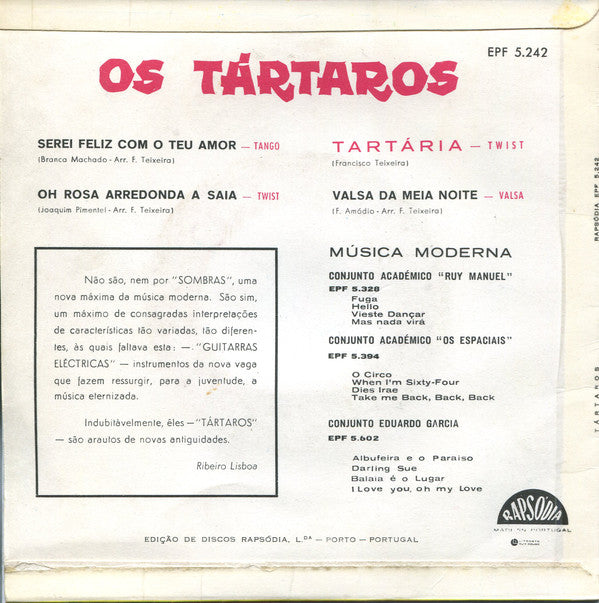 EPF 5.242
OS TÁRTAROS
SEREI FELIZ COM O TEU AMOR — TANGO
(Branca Machado - Arr. F. Teixeira)
OH ROSA ARREDONDA A SAIA — TWIST
(Joaquim Pimentel - Arr. F. Teixeira)
TARTÁRIA — TWIST
(Francisco Teixeira)
VALSA DA MEIA NOITE — VALSA
(F. Amódio - Arr. F. Teixeira)
Não são, nem por "SOMBRAS", uma
nova máxima da música moderna. São sim,
um máximo de consagradas interpretações
de características tão variadas, tão diferen-
tes, às quais faltava esta: — "GUITARRAS
ELÉCTRICAS" — instrumentos da nova vaga
que fazem ressurgir, para a juventude, a
música eternizada.
Indubitàvelmente, êles — "TÁRTAROS"
— são arautos de novas antiguidades.
Ribeiro Lisboa
MÚSICA MODERNA
CONJUNTO ACADÉMICO "RUY MANUEL"
EPF 5.328
Fuga
Hello
Vieste Dançar
Mas nada virá
CONJUNTO ACADÉMICO "OS ESPACIAIS"
EPF 5.394
O Circo
When I'm Sixty-Four
Dies Irae
Take me Back, Back, Back
CONJUNTO EDUARDO GARCIA
EPF 5.602
Albufeira e o Paraiso
Darling Sue
Balaia é o Lugar
I Love you, oh my Love
RAPSÓDIA
MADE IN PORTUGAL
EDIÇÃO DE DISCOS RAPSÓDIA, L.DA — PORTO — PORTUGAL
RAPSÓDIA EPF 5.242
TÁRTAROS